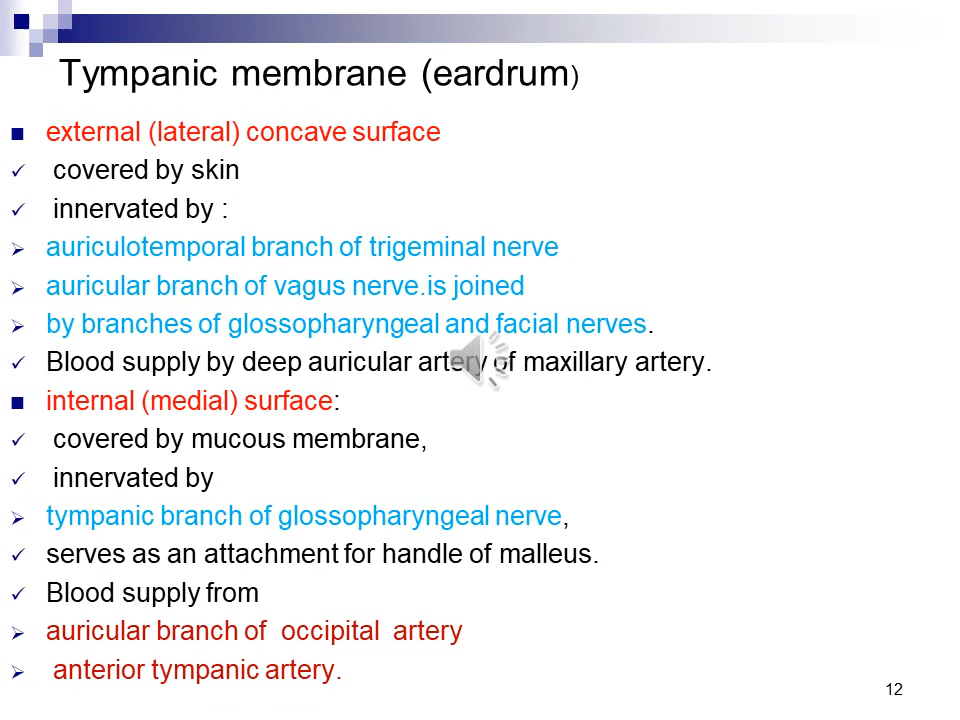 Tympanic membrane (eardrum)
external (lateral) concave surface
covered by skin
innervated by :
auriculotemporal branch of trigeminal nerve
auricular branch of vagus nerve.is joined
by branches of glossopharyngeal and facial nerves.
Blood supply by deep auricular artery of maxillary artery.
internal (medial) surface:
covered by mucous membrane,
innervated by
tympanic branch of glossopharyngeal nerve,
serves as an attachment for handle of malleus.
Blood supply from
auricular branch of occipital artery
anterior tympanic artery.
12